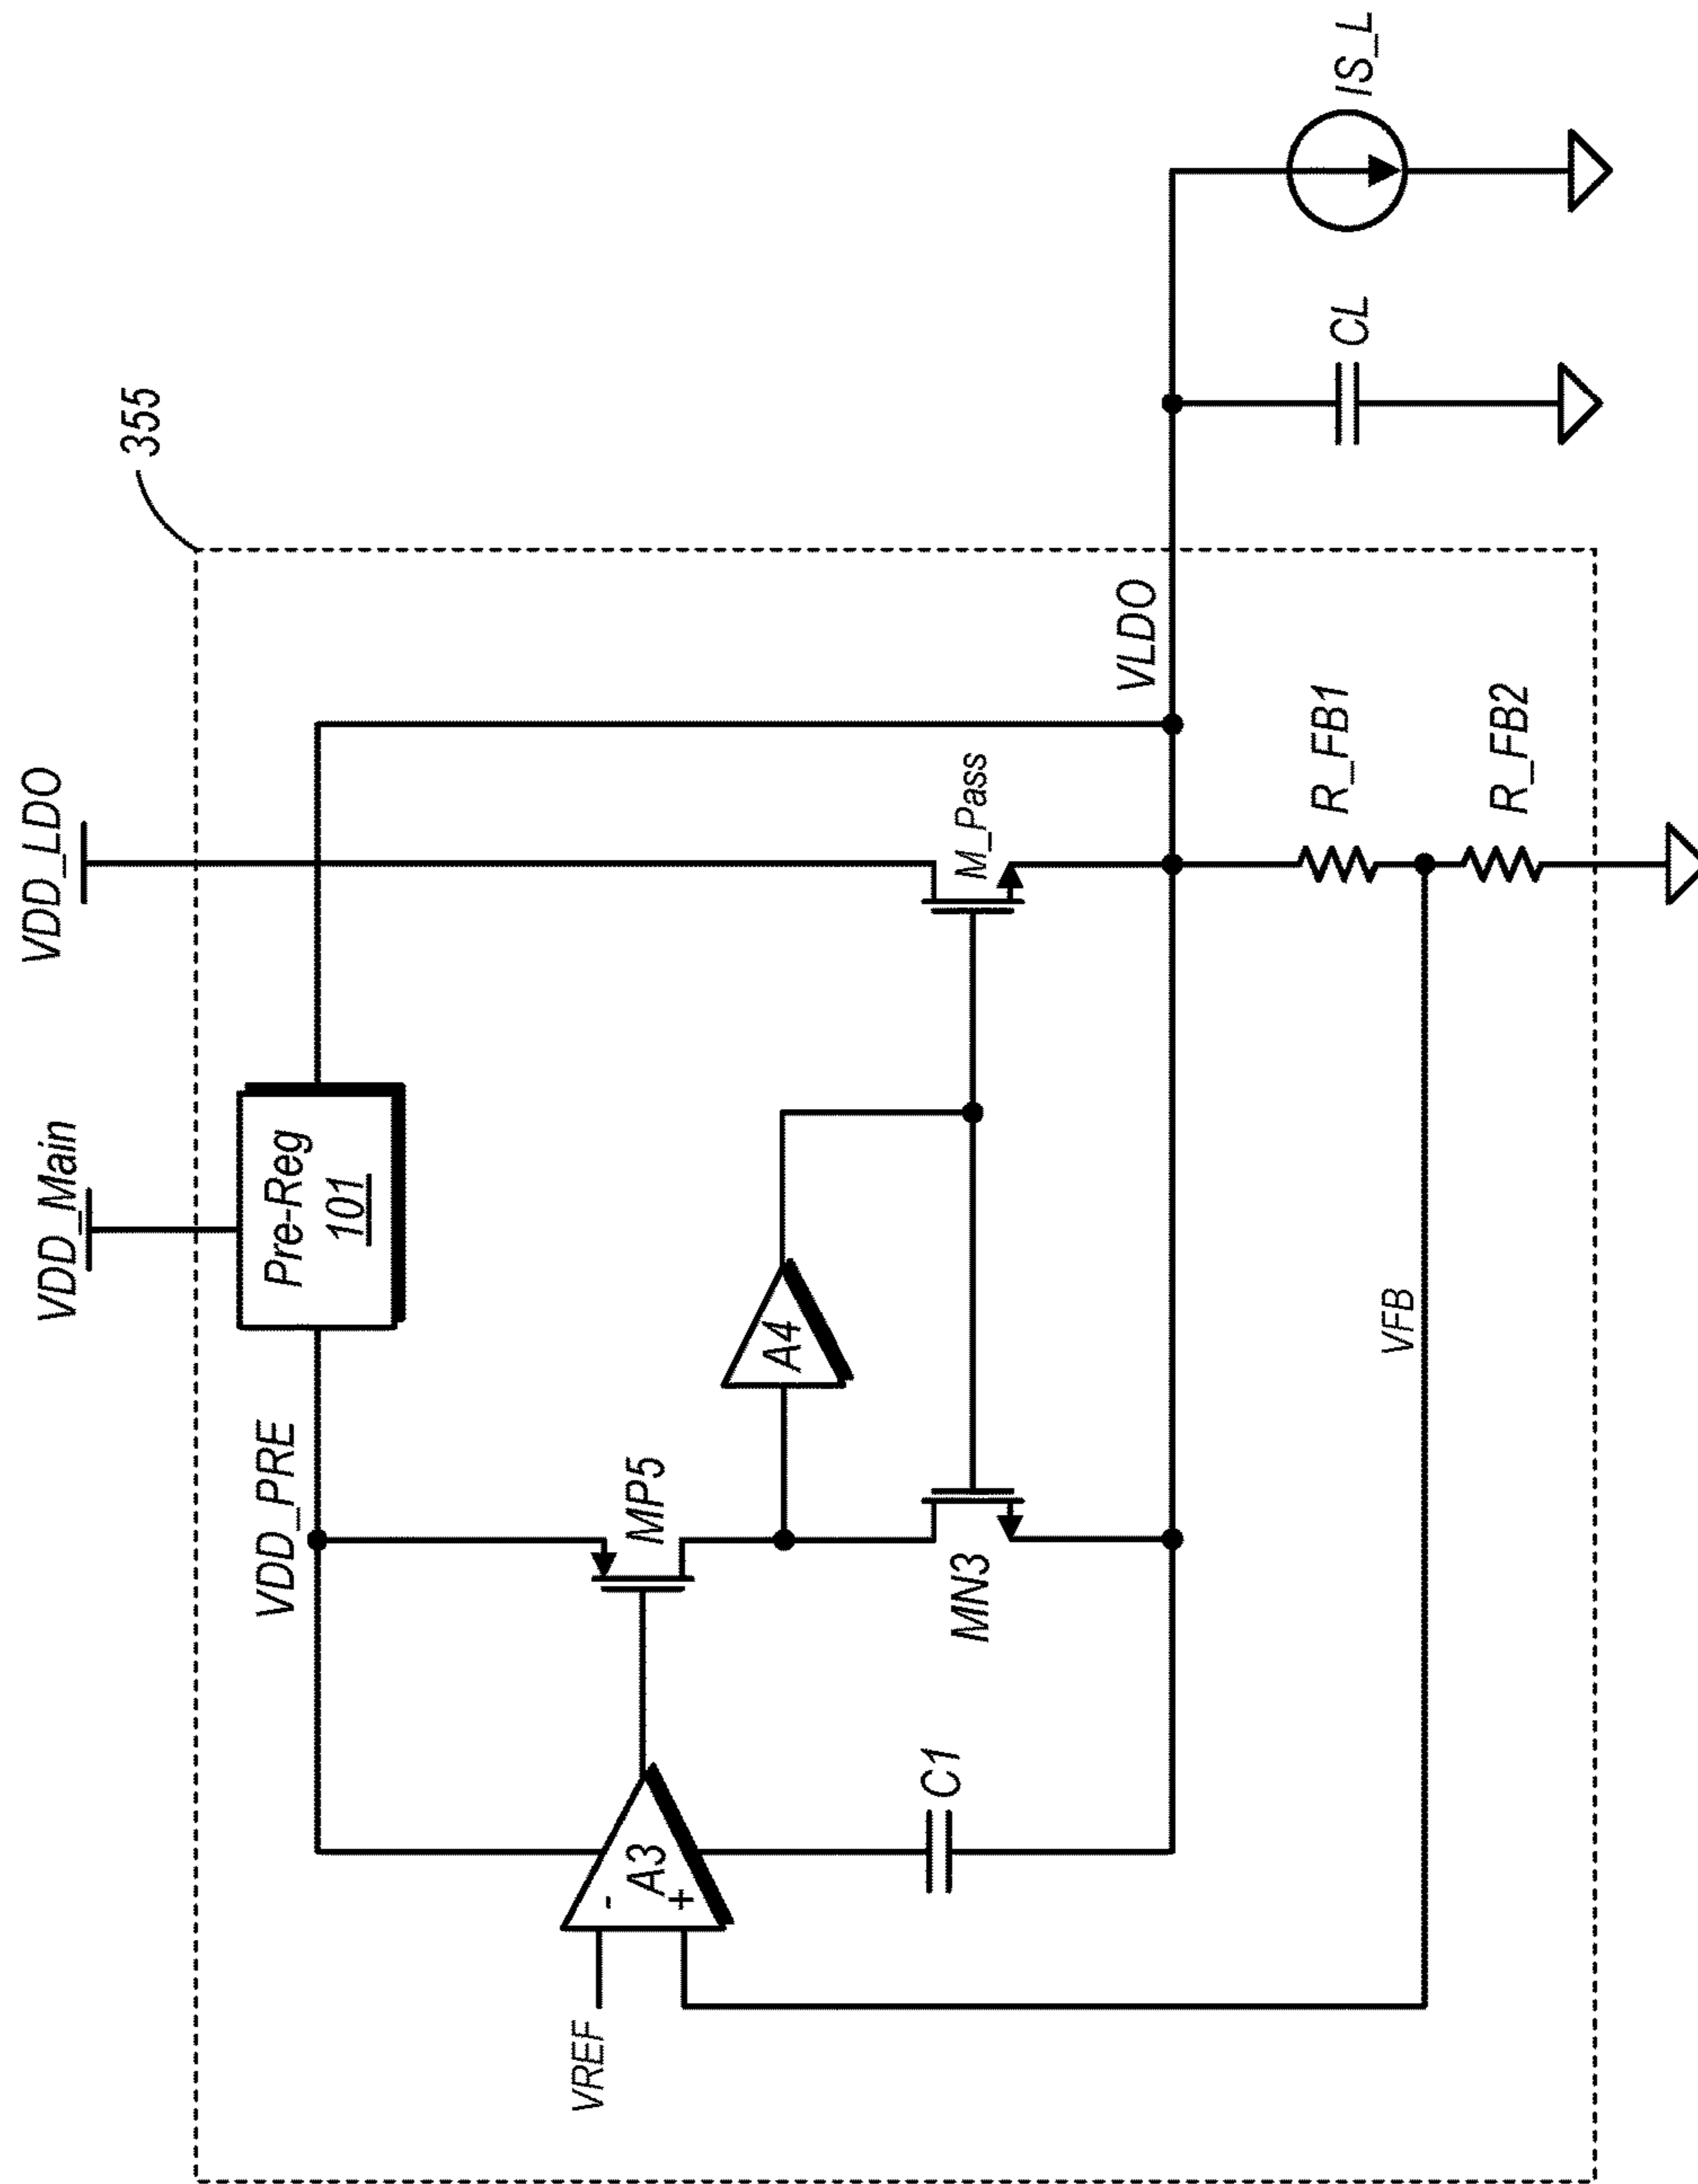 VDD_Main
VDD_LDO
355
Pre-Reg
101
VDD_PRE
MP5
A4
A3
-
+
VREF
C1
MN3
M_Pass
VLDO
R_FB1
R_FB2
VFB
CL
IS_L